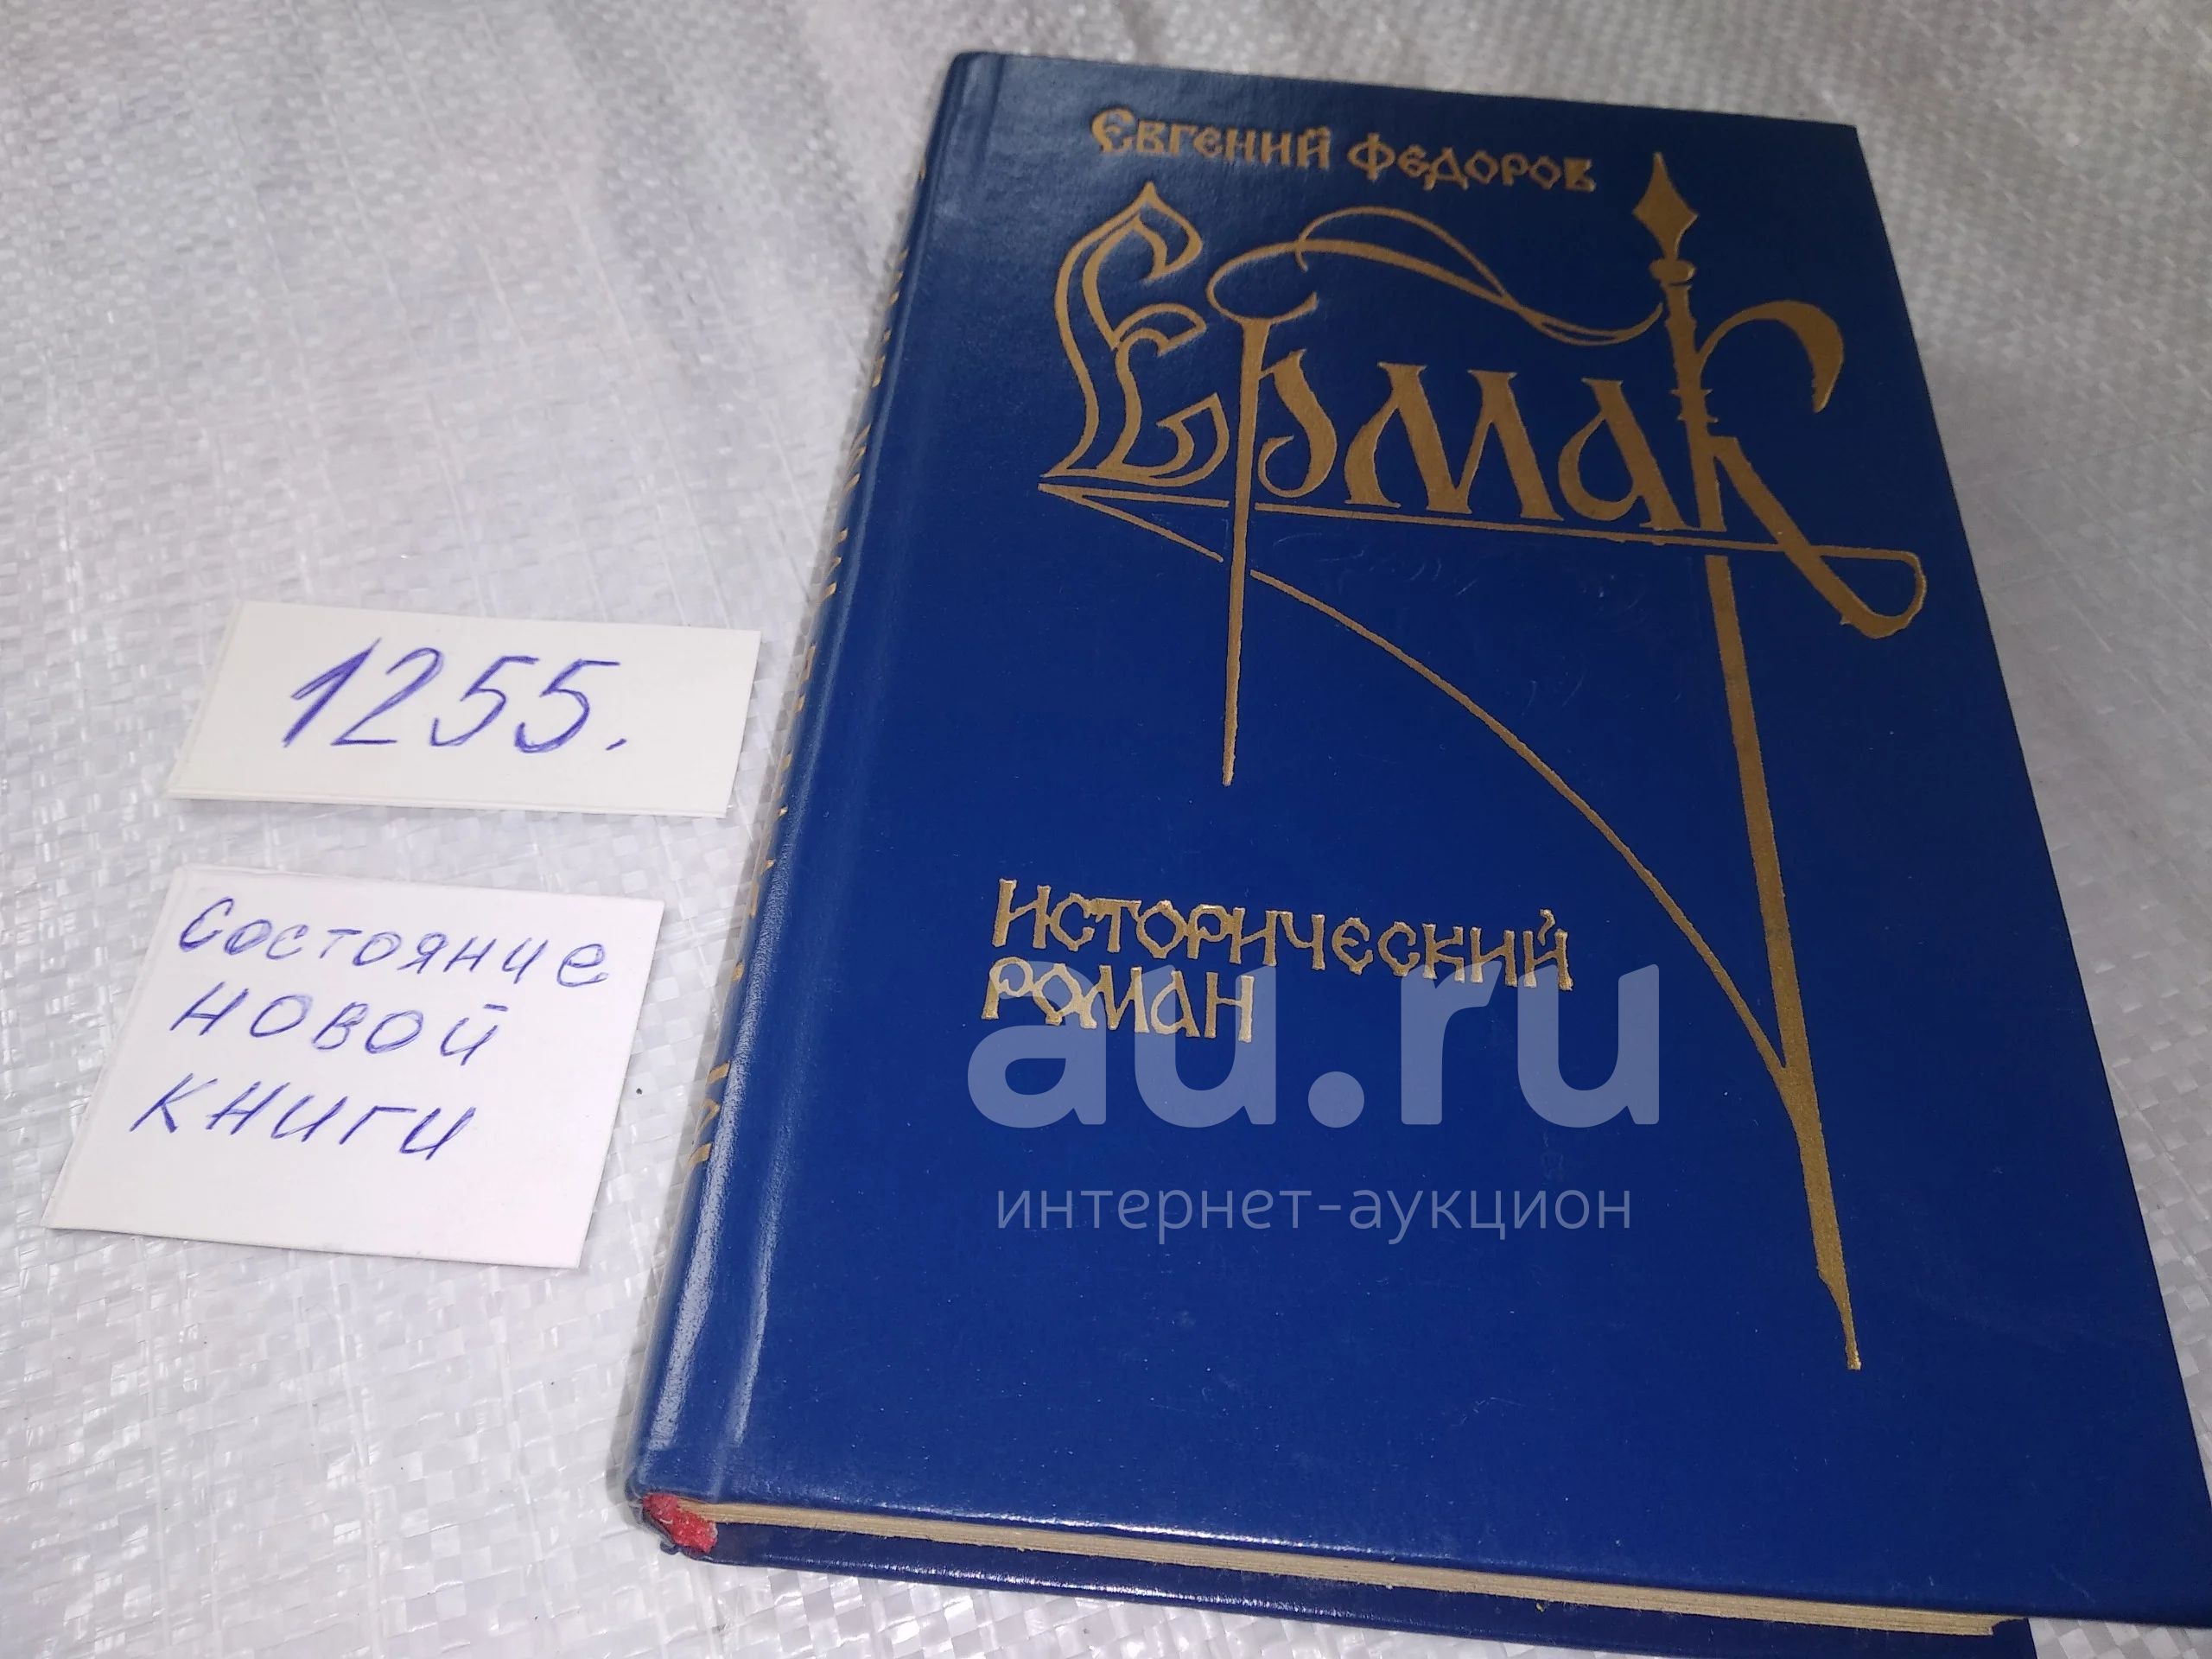 Евгений Федоров
Ермак
Исторический
роман
1255.
Состояние
новой
книги
au.ru
интернет-аукцион